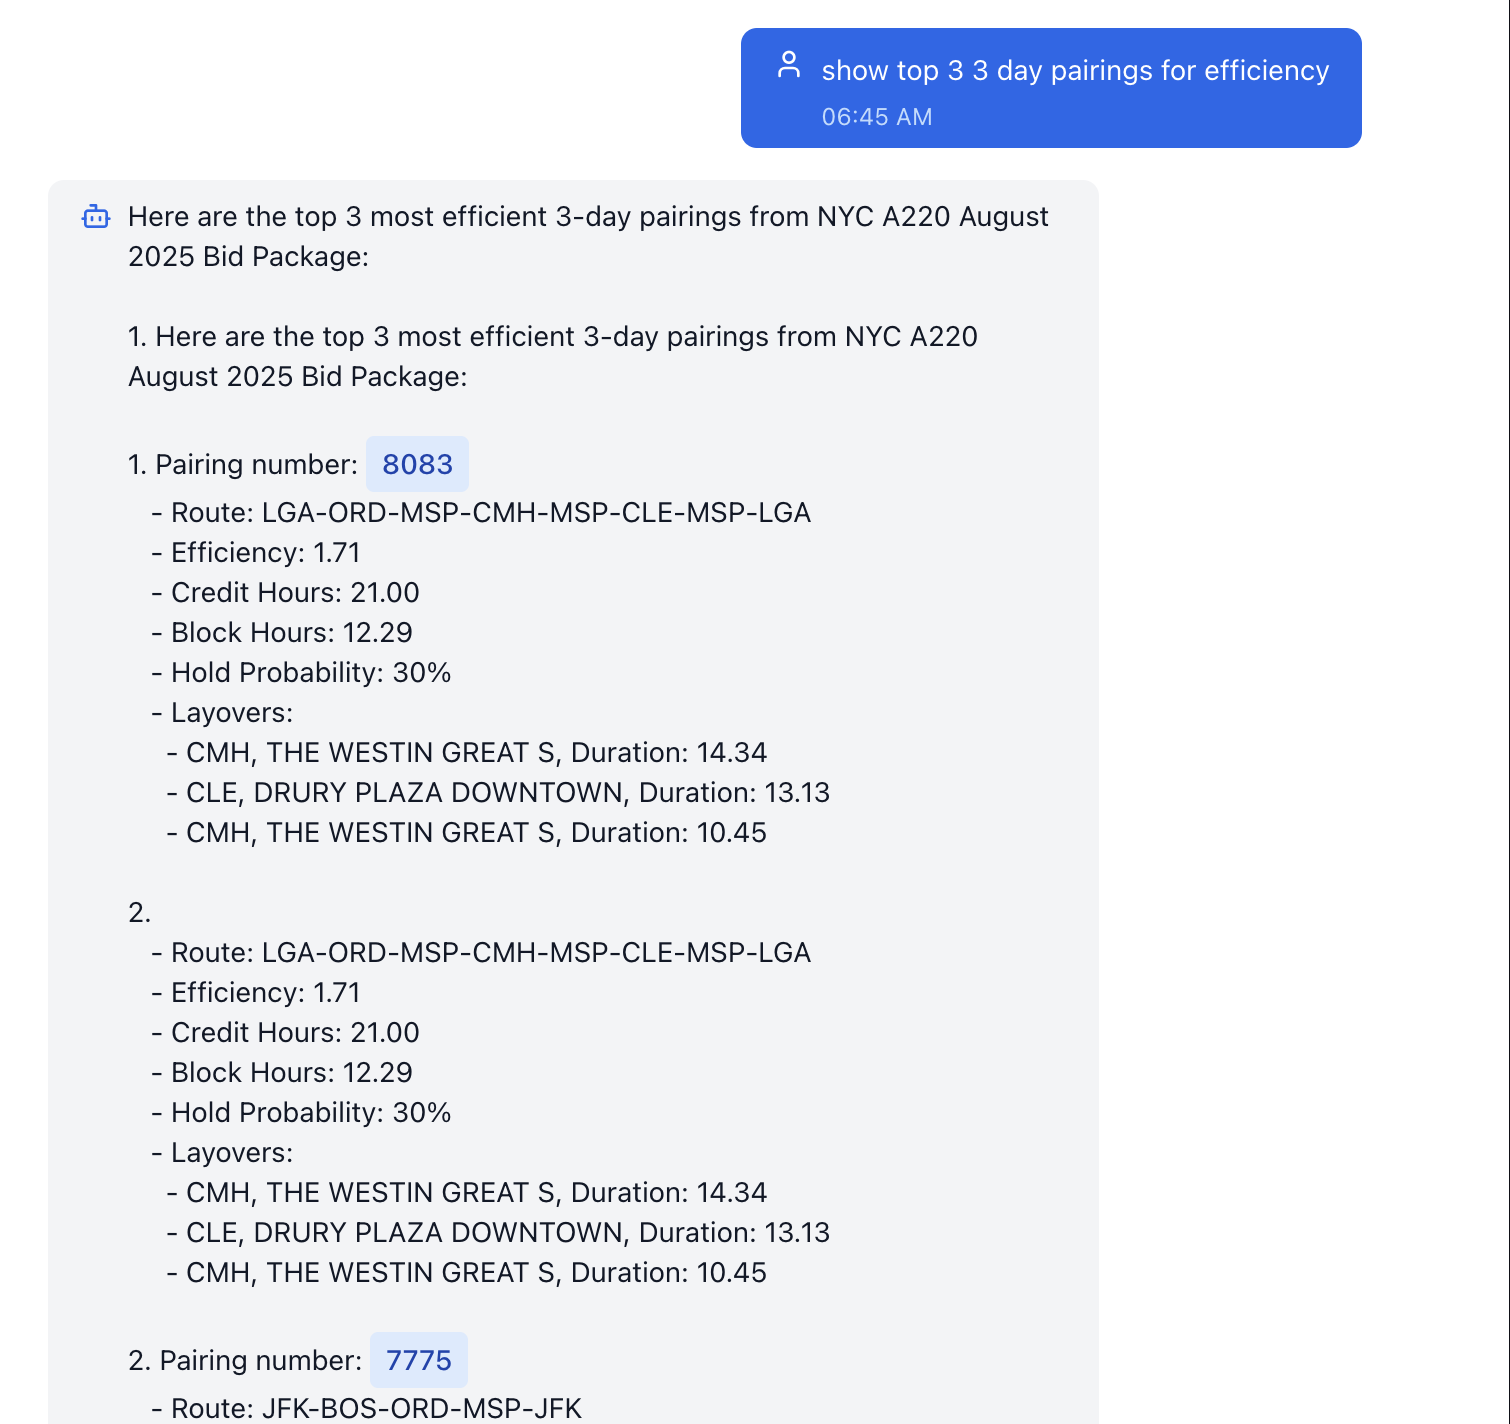 show top 3 3 day pairings for efficiency
06:45 AM
Here are the top 3 most efficient 3-day pairings from NYC A220 August
2025 Bid Package:
1. Here are the top 3 most efficient 3-day pairings from NYC A220
August 2025 Bid Package:
1. Pairing number: 8083
- Route: LGA-ORD-MSP-CMH-MSP-CLE-MSP-LGA
- Efficiency: 1.71
- Credit Hours: 21.00
- Block Hours: 12.29
- Hold Probability: 30%
- Layovers:
- CMH, THE WESTIN GREAT S, Duration: 14.34
- CLE, DRURY PLAZA DOWNTOWN, Duration: 13.13
- CMH, THE WESTIN GREAT S, Duration: 10.45
2.
- Route: LGA-ORD-MSP-CMH-MSP-CLE-MSP-LGA
- Efficiency: 1.71
- Credit Hours: 21.00
- Block Hours: 12.29
- Hold Probability: 30%
- Layovers:
- CMH, THE WESTIN GREAT S, Duration: 14.34
- CLE, DRURY PLAZA DOWNTOWN, Duration: 13.13
- CMH, THE WESTIN GREAT S, Duration: 10.45
2. Pairing number: 7775
- Route: JFK-BOS-ORD-MSP-JFK